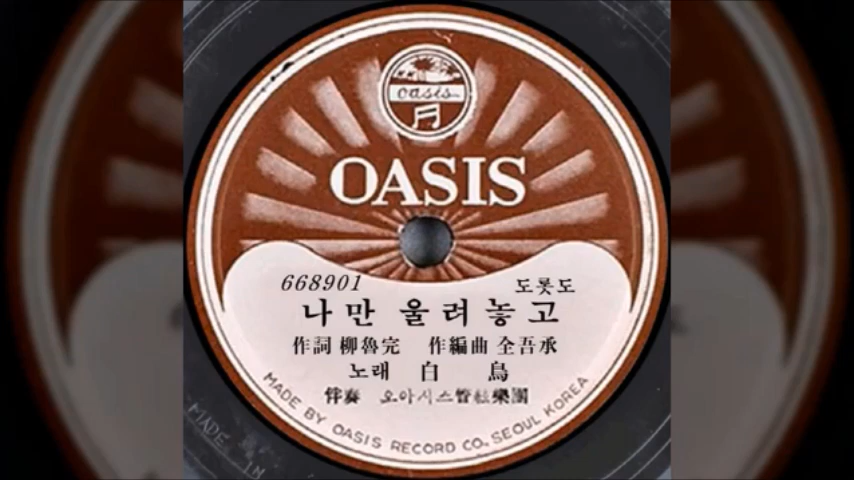 oasis
OASIS
668901 도롯도
나만 울려놓고
作詞 柳魯完 作編曲 全吾承
노래 白鳥
伴奏 오아시스管絃樂團
MADE BY OASIS RECORD CO. SEOUL KOREA
MADE IN